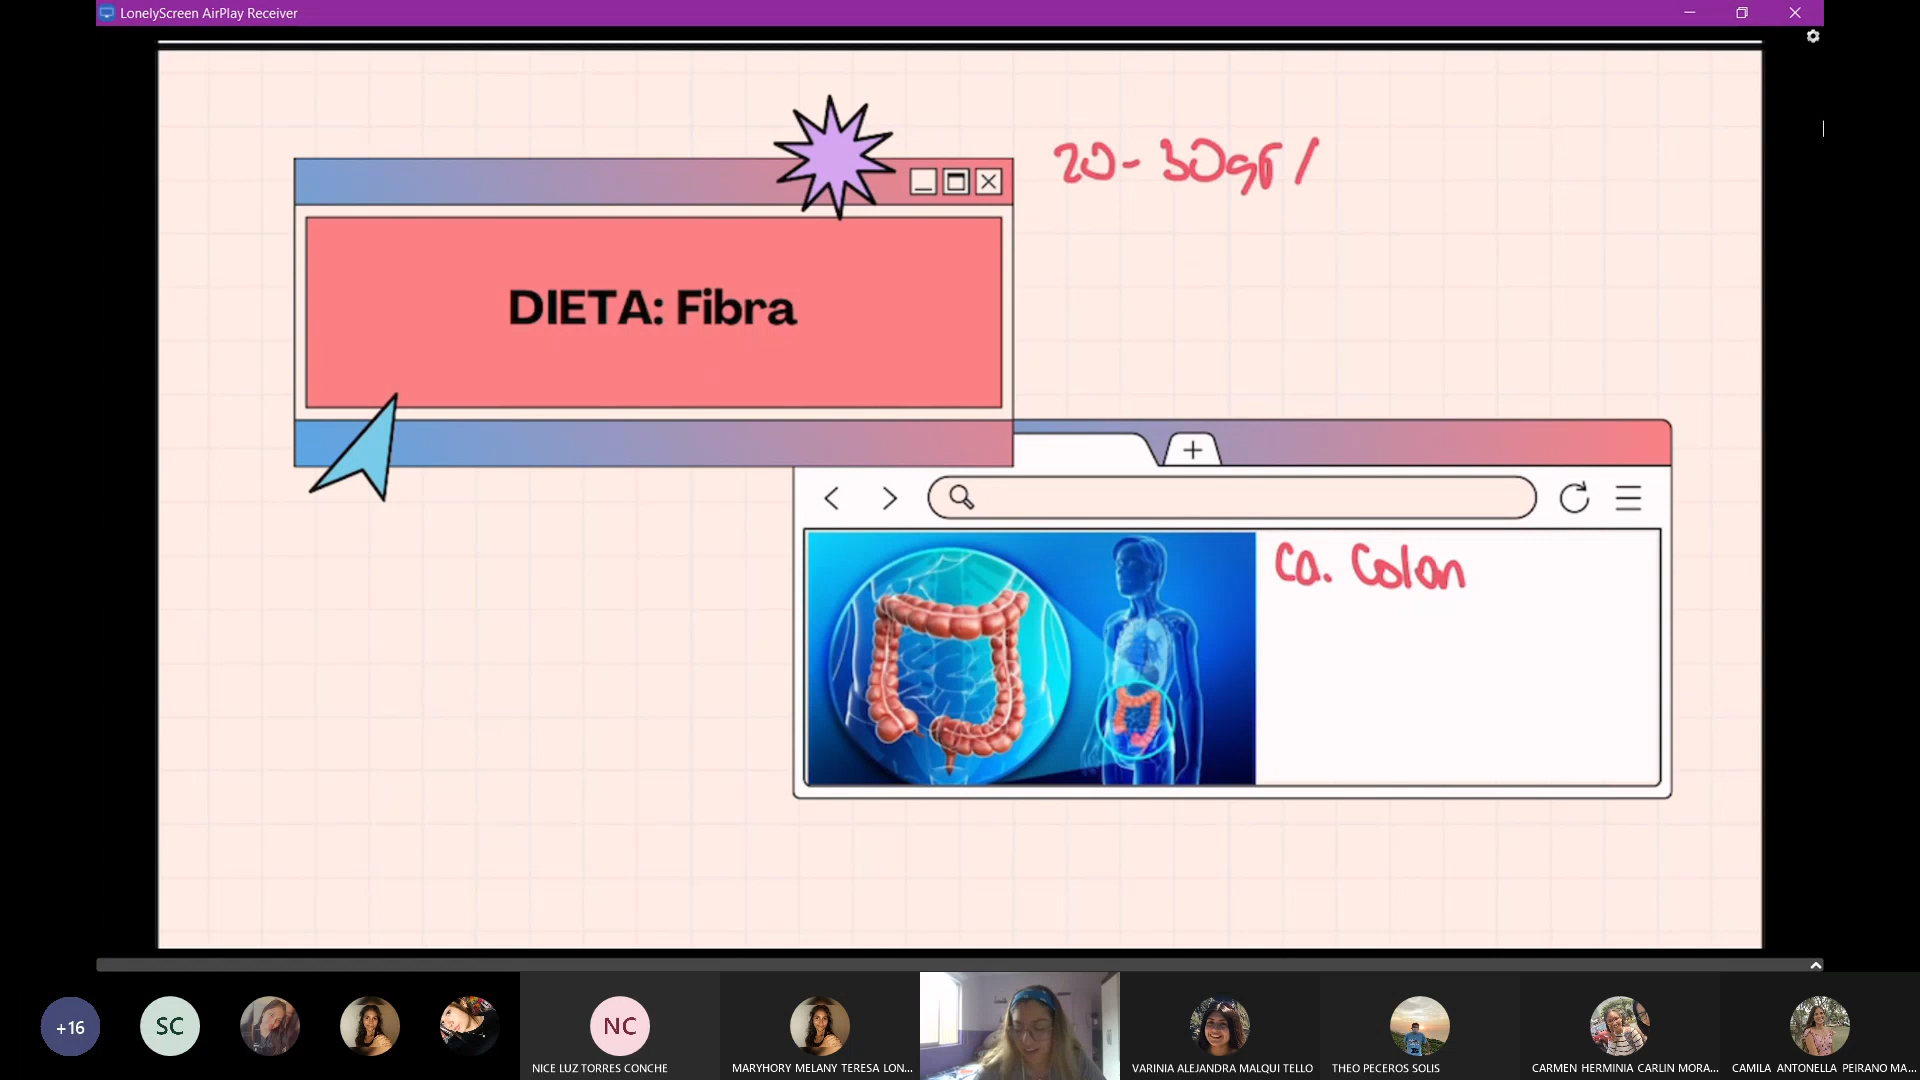 LonelyScreen AirPlay Receiver
20-30gr /
DIETA: Fibra
Ca. Colon
+16
SC
NC
NICE LUZ TORRES CONCHE
MARYHORY MELANY TERESA LON...
VARINIA ALEJANDRA MALQUI TELLO
THEO PECEROS SOLIS
CARMEN HERMINIA CARLIN MORA...
CAMILA ANTONELLA PEIRANO MA...